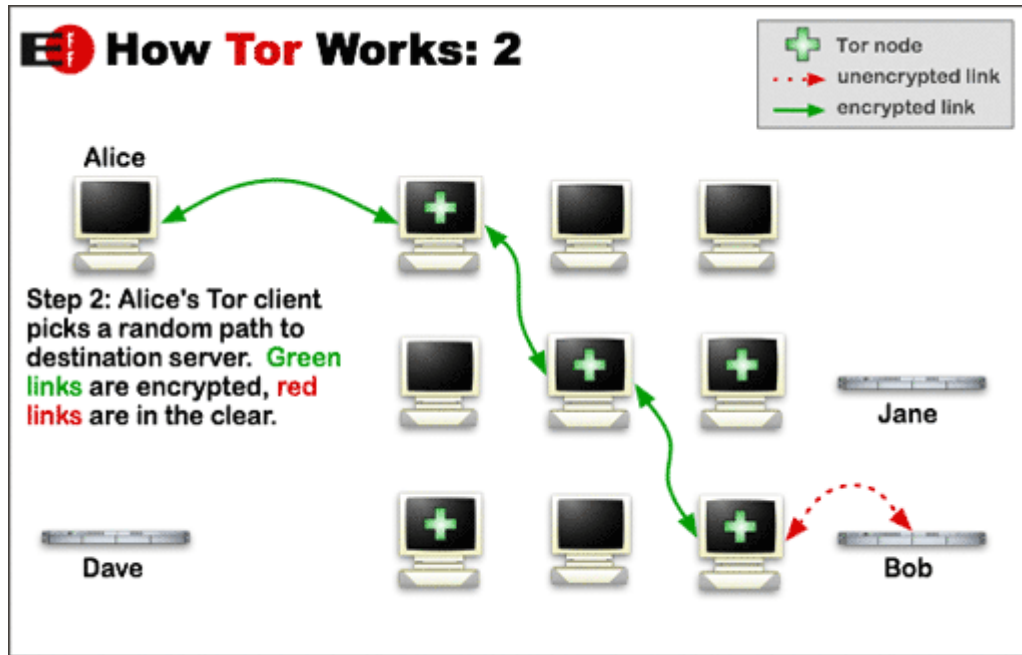 EFF How Tor Works: 2
Tor node
unencrypted link
encrypted link
Alice
Step 2: Alice's Tor client
picks a random path to
destination server. Green
links are encrypted, red
links are in the clear.
Jane
Dave
Bob